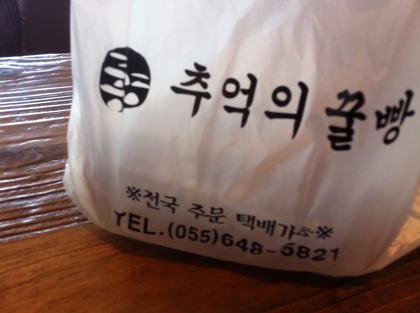 추억의 꿀빵
※전국 주문 택배가능※
TEL.(055)648-5821